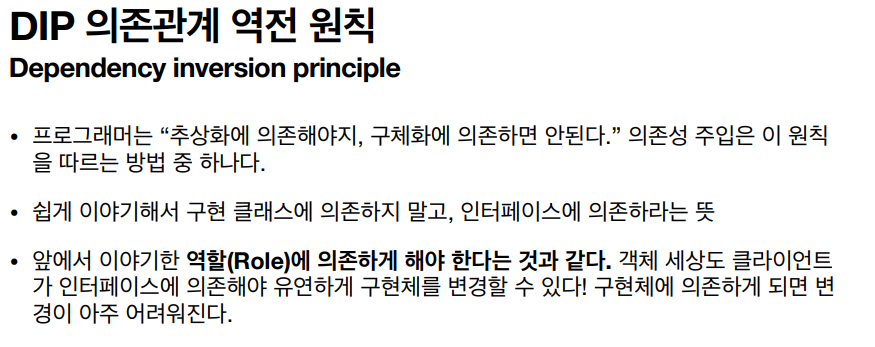 DIP 의존관계 역전 원칙
Dependency inversion principle
• 프로그래머는 “추상화에 의존해야지, 구체화에 의존하면 안된다.” 의존성 주입은 이 원칙
을 따르는 방법 중 하나다.
• 쉽게 이야기해서 구현 클래스에 의존하지 말고, 인터페이스에 의존하라는 뜻
• 앞에서 이야기한 역할(Role)에 의존하게 해야 한다는 것과 같다. 객체 세상도 클라이언트
가 인터페이스에 의존해야 유연하게 구현체를 변경할 수 있다! 구현체에 의존하게 되면 변
경이 아주 어려워진다.